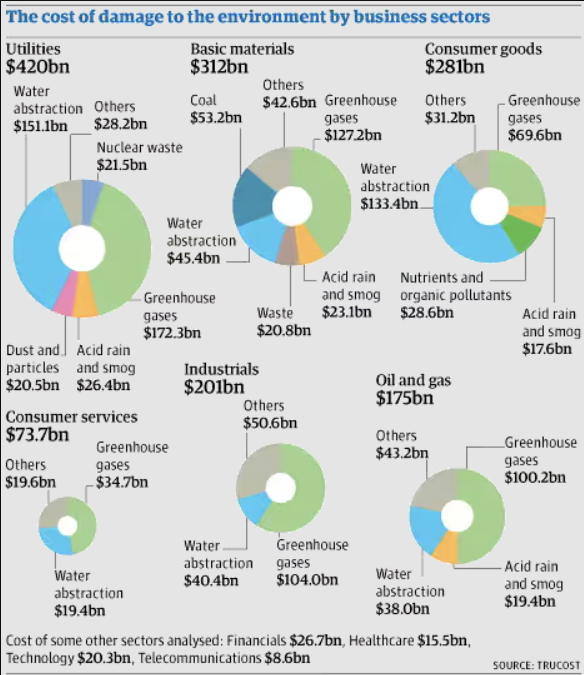 The cost of damage to the environment by business sectors
Utilities
$420bn
Water
abstraction
$151.1bn
Others
$28.2bn
Nuclear waste
$21.5bn
Greenhouse
gases
$172.3bn
Dust and
particles
$20.5bn
Acid rain
and smog
$26.4bn
Basic materials
$312bn
Coal
$53.2bn
Others
$42.6bn
Greenhouse
gases
$127.2bn
Water
abstraction
$45.4bn
Waste
$20.8bn
Acid rain
and smog
$23.1bn
Consumer goods
$281bn
Others
$31.2bn
Greenhouse
gases
$69.6bn
Water
abstraction
$133.4bn
Nutrients and
organic pollutants
$28.6bn
Acid rain
and smog
$17.6bn
Consumer services
$73.7bn
Others
$19.6bn
Greenhouse
gases
$34.7bn
Water
abstraction
$19.4bn
Industrials
$201bn
Others
$50.6bn
Water
abstraction
$40.4bn
Greenhouse
gases
$104.0bn
Oil and gas
$175bn
Others
$43.2bn
Greenhouse
gases
$100.2bn
Water
abstraction
$38.0bn
Acid rain
and smog
$19.4bn
Cost of some other sectors analysed: Financials $26.7bn, Healthcare $15.5bn,
Technology $20.3bn, Telecommunications $8.6bn
SOURCE: TRUCOST